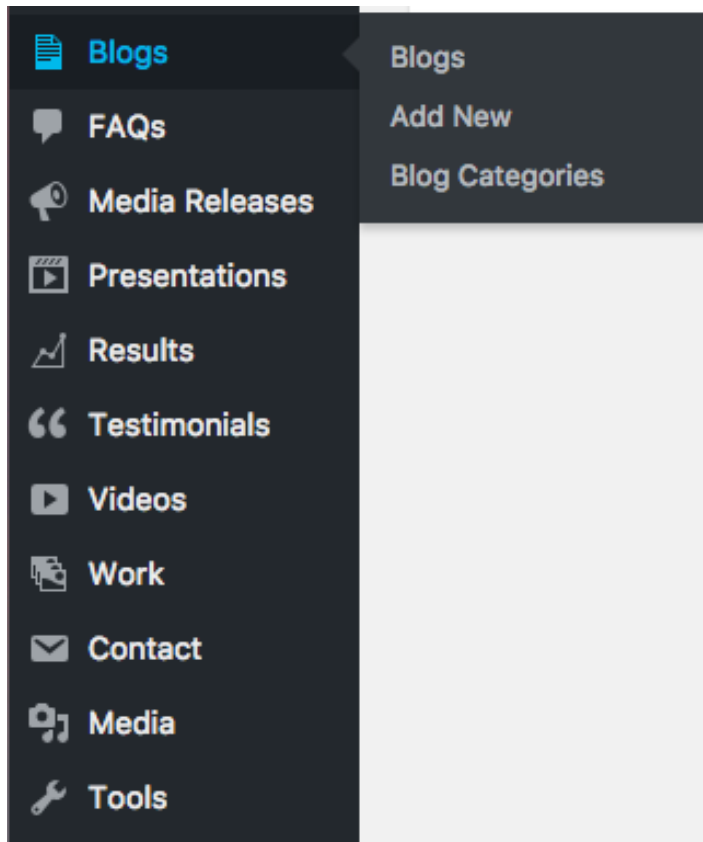 Blogs
FAQs
Media Releases
Presentations
Results
Testimonials
Videos
Work
Contact
Media
Tools
Blogs
Add New
Blog Categories